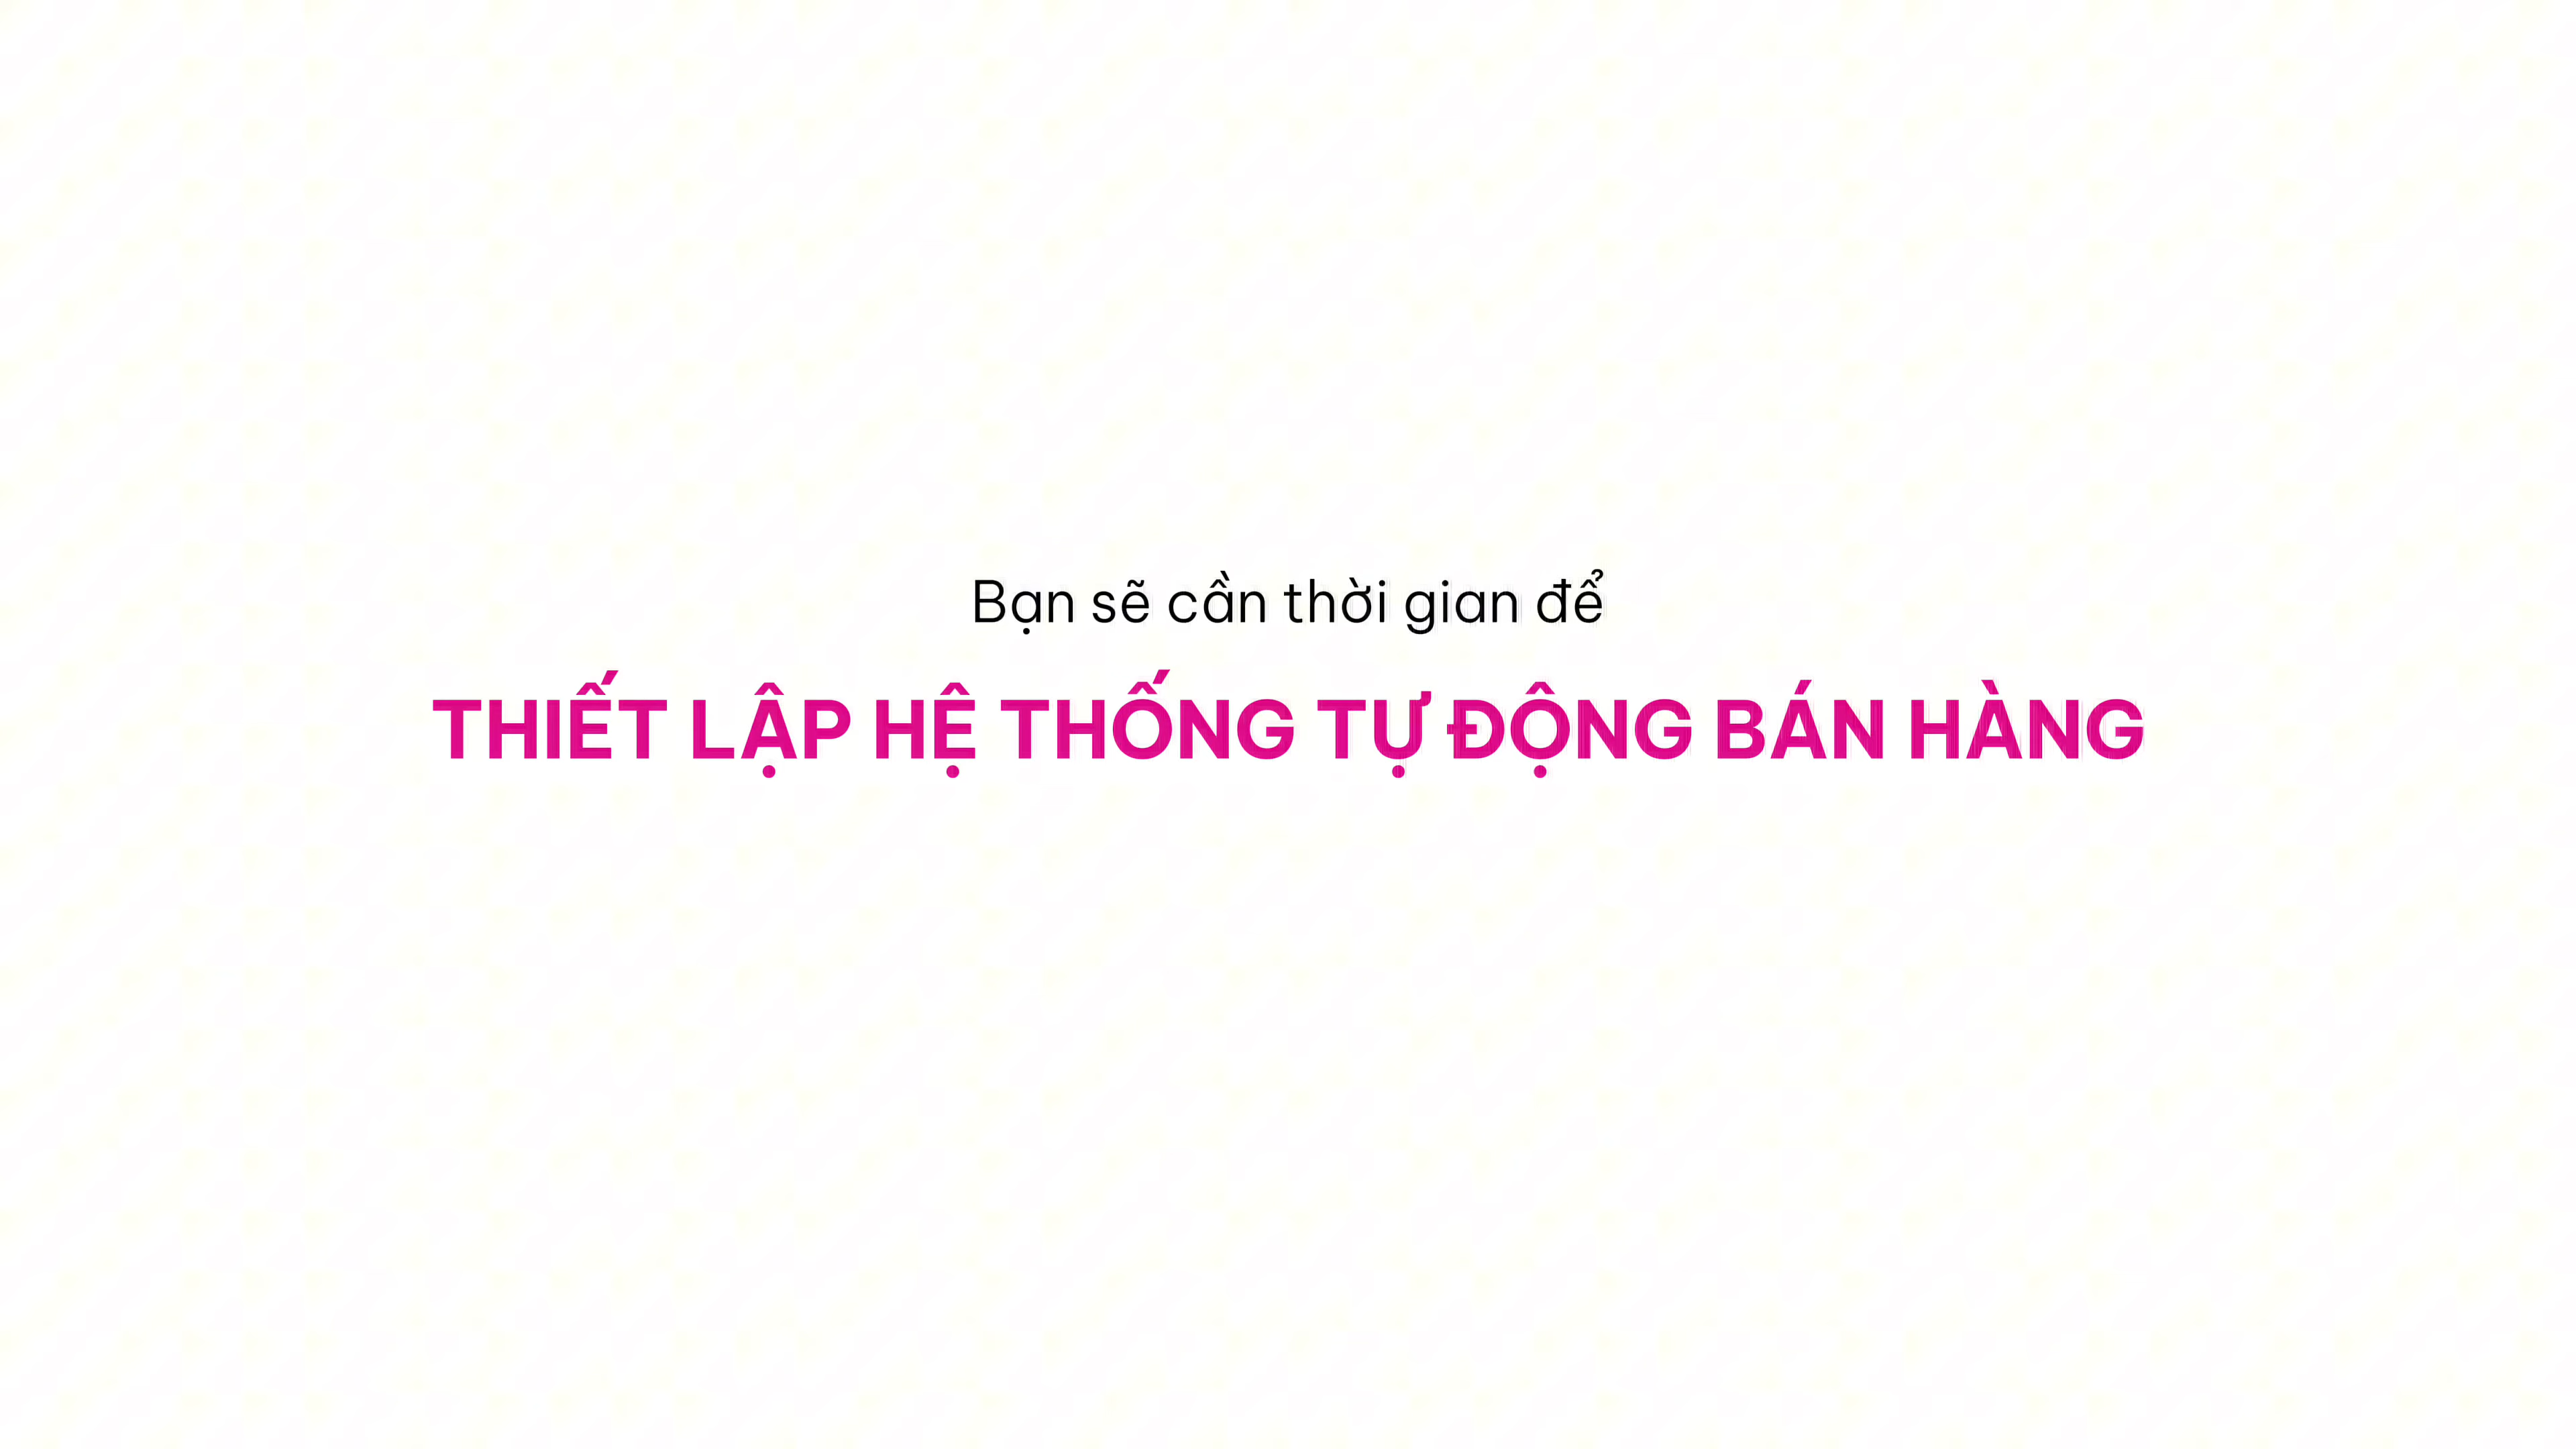 Bạn sẽ cần thời gian để
THIẾT LẬP HỆ THỐNG TỰ ĐỘNG BÁN HÀNG